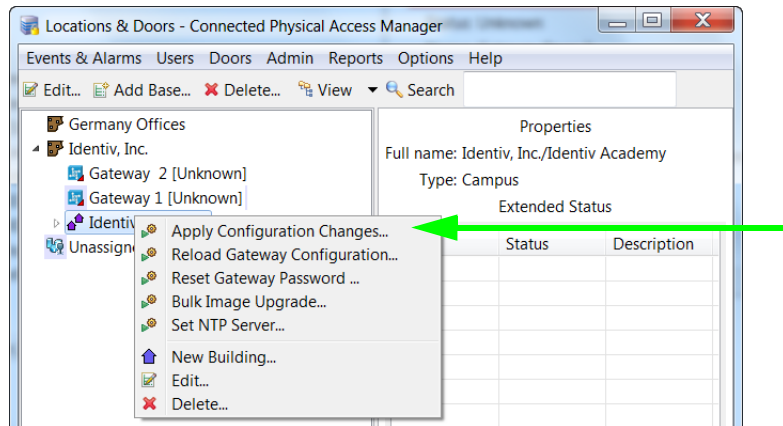 Locations & Doors - Connected Physical Access Manager
Events & Alarms Users Doors Admin Reports Options Help
Edit... Add Base... Delete... View Search
Germany Offices
Identiv, Inc.
Gateway 2 [Unknown]
Gateway 1 [Unknown]
Identiv
Unassigne
Apply Configuration Changes...
Reload Gateway Configuration...
Reset Gateway Password ...
Bulk Image Upgrade...
Set NTP Server...
New Building...
Edit...
Delete...
Properties
Full name: Identiv, Inc./Identiv Academy
Type: Campus
Extended Status
Status Description